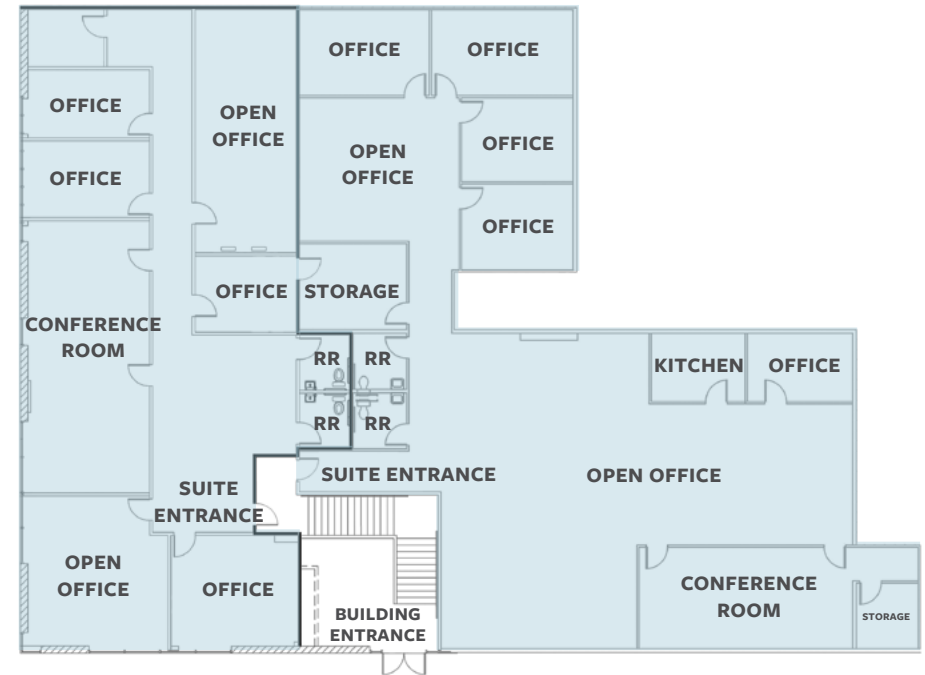 OFFICE
OFFICE
OFFICE
OPEN
OFFICE
OPEN
OFFICE
OFFICE
OFFICE
OFFICE
OFFICE
STORAGE
CONFERENCE
ROOM
RR
RR
KITCHEN
OFFICE
RR
RR
SUITE ENTRANCE
OPEN OFFICE
SUITE
ENTRANCE
OPEN
OFFICE
OFFICE
CONFERENCE
ROOM
STORAGE
BUILDING
ENTRANCE